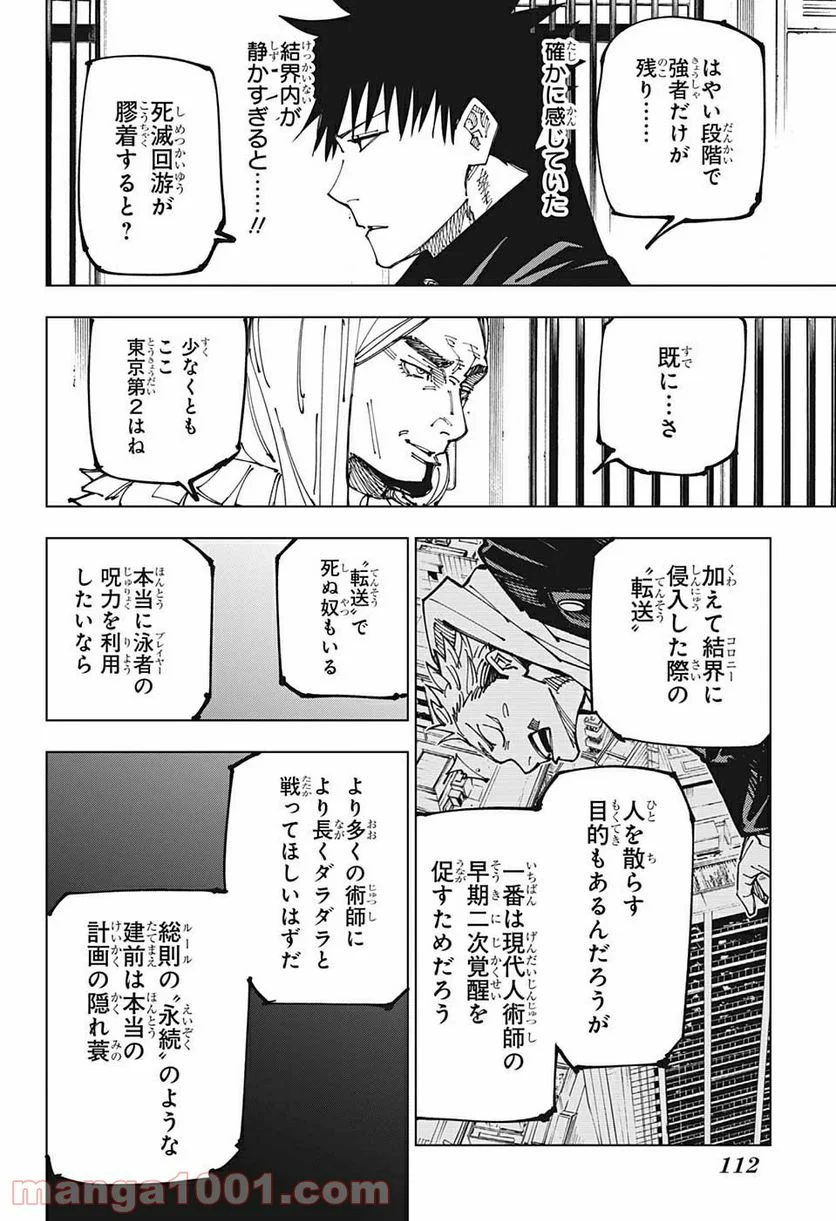 はやい段階で
強者だけが
残り……
確かに感じていた
結界内が
静かすぎると……!!
死滅回游が
膠着すると?
既に…さ
少なくとも
ここ
東京第2はね
加えて結界に
侵入した際の
〝転送〟
人を散らす
目的もあるんだろうが
一番は現代人術師の
早期二次覚醒を
促すためだろう
〝転送〟で
死ぬ奴もいる
本当に泳者の
呪力を利用
したいなら
より多くの術師に
より長くダラダラと
戦ってほしいはずだ
総則の〝永続〟のような
建前は本当の
計画の隠れ蓑
112
manga1001.com